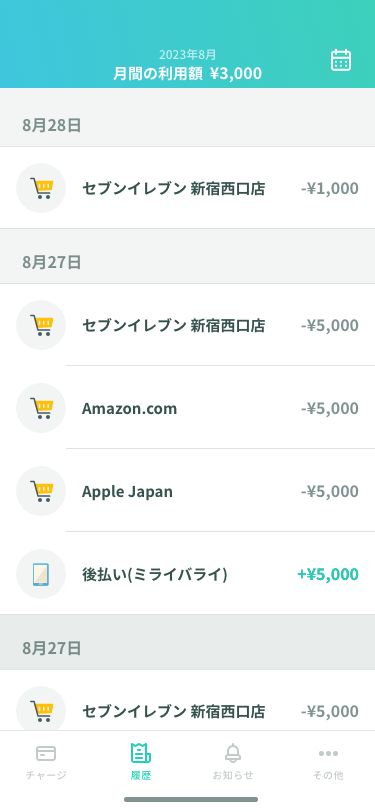 2023年8月
月間の利用額 ¥3,000
8月28日
セブンイレブン 新宿西口店 -¥1,000
8月27日
セブンイレブン 新宿西口店 -¥5,000
Amazon.com -¥5,000
Apple Japan -¥5,000
後払い(ミライバライ) +¥5,000
8月27日
セブンイレブン 新宿西口店 -¥5,000
チャージ 履歴 お知らせ その他